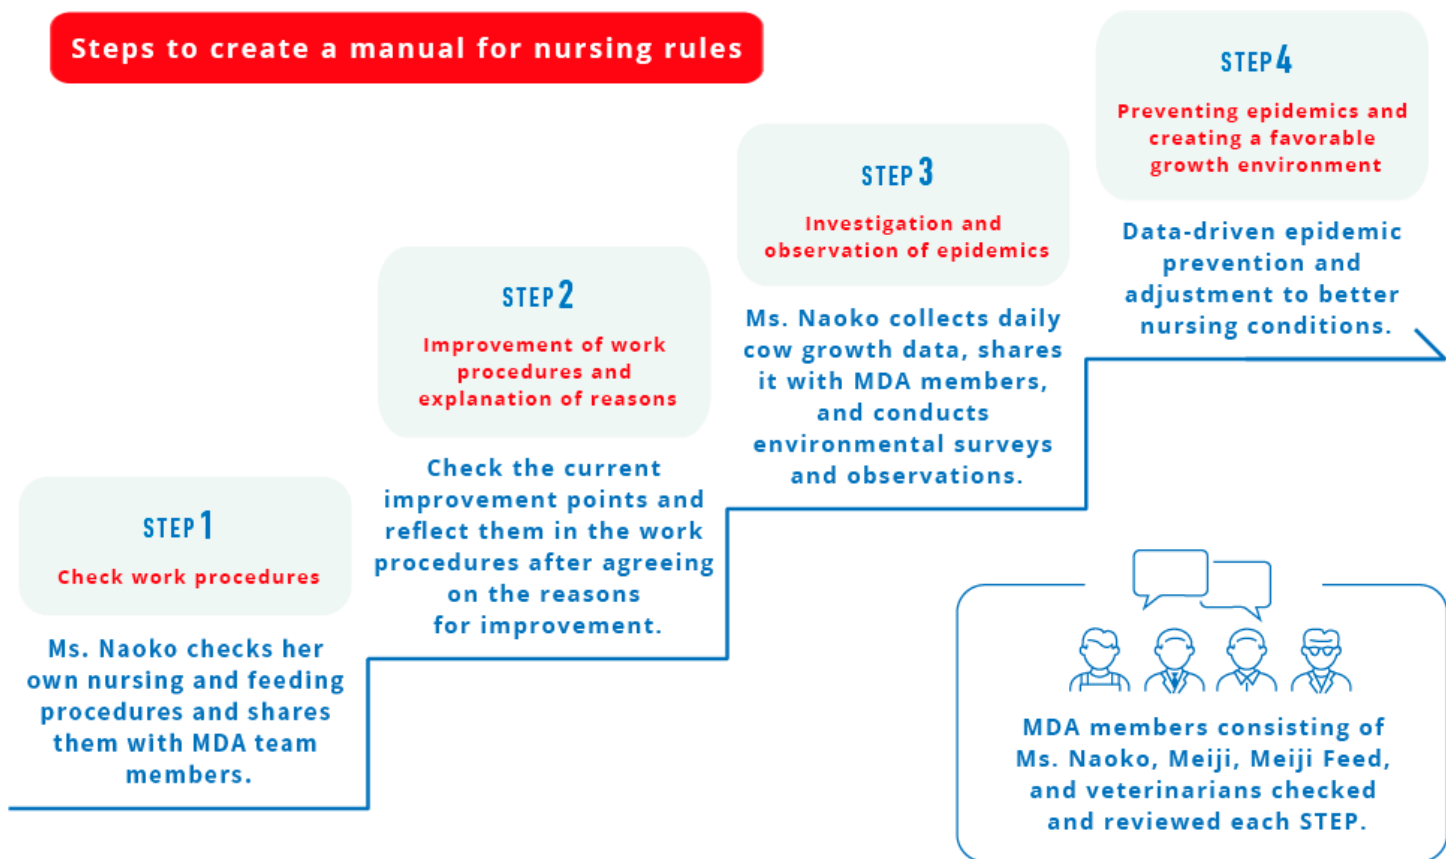 Steps to create a manual for nursing rules
STEP 1
Check work procedures
Ms. Naoko checks her
own nursing and feeding
procedures and shares
them with MDA team
members.
STEP 2
Improvement of work
procedures and
explanation of reasons
Check the current
improvement points and
reflect them in the work
procedures after agreeing
on the reasons
for improvement.
STEP 3
Investigation and
observation of epidemics
Ms. Naoko collects daily
cow growth data, shares
it with MDA members,
and conducts
environmental surveys
and observations.
STEP 4
Preventing epidemics and
creating a favorable
growth environment
Data-driven epidemic
prevention and
adjustment to better
nursing conditions.
MDA members consisting of
Ms. Naoko, Meiji, Meiji Feed,
and veterinarians checked
and reviewed each STEP.